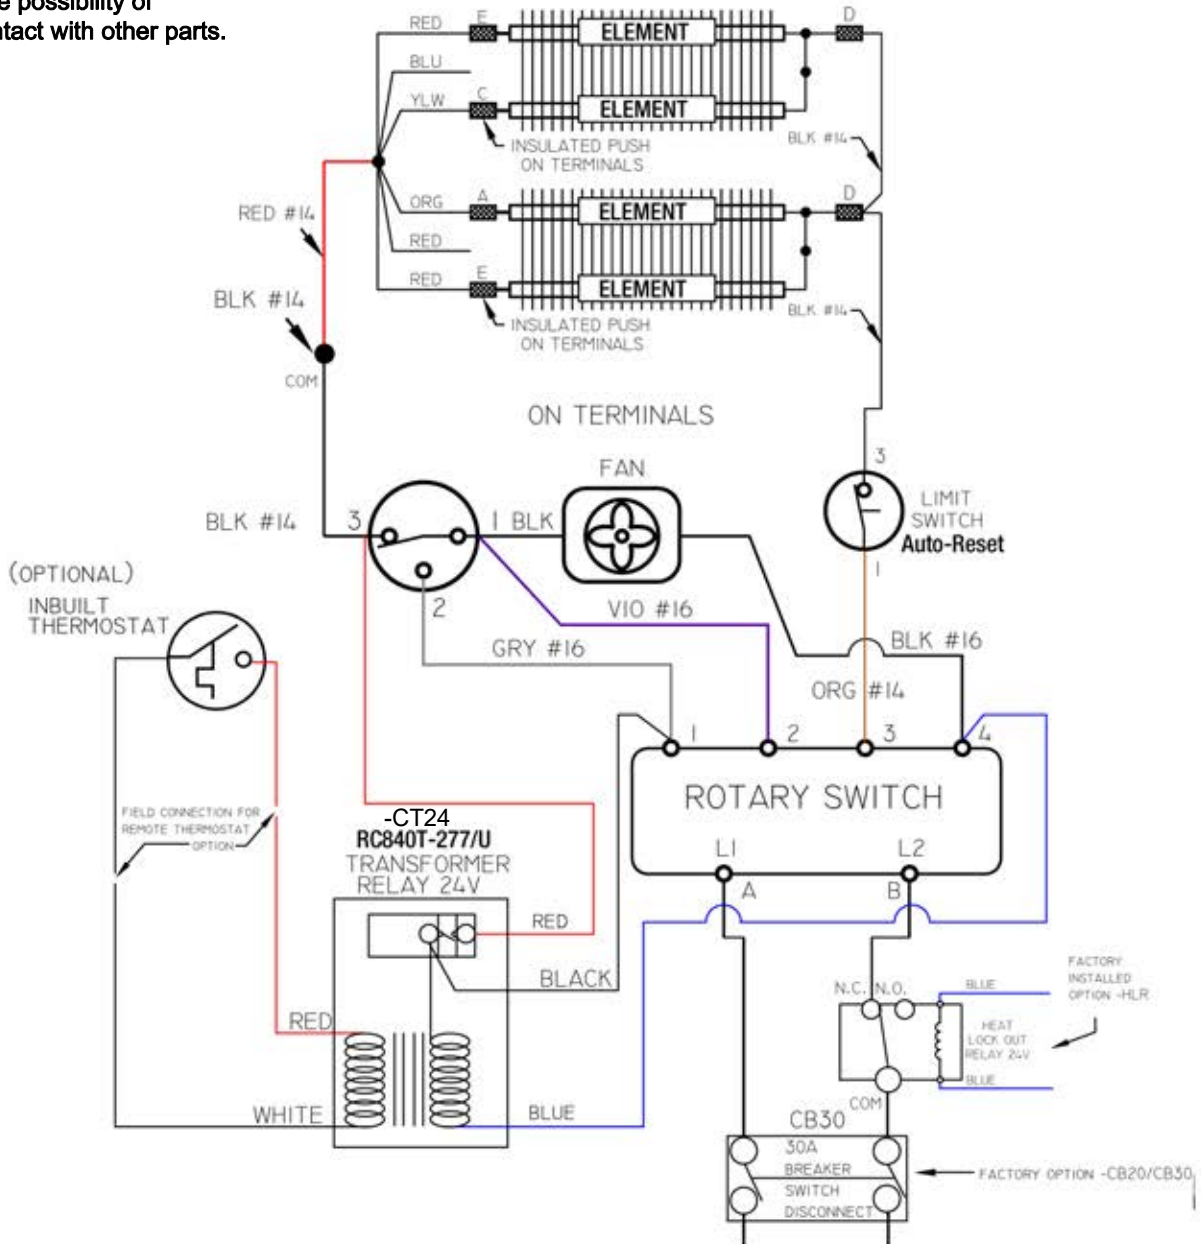 e possibility of
ntact with other parts.
RED
E
ELEMENT
D
BLU
YLW
C
ELEMENT
INSULATED PUSH
ON TERMINALS
BLK #14
ORG
A
ELEMENT
D
RED #14
RED
RED
E
ELEMENT
BLK #14
INSULATED PUSH
ON TERMINALS
BLK #14
COM
ON TERMINALS
FAN
3
LIMIT
SWITCH
Auto-Reset
BLK #14
3
1 BLK
1
2
(OPTIONAL)
INBUILT
THERMOSTAT
VIO #16
GRY #16
BLK #16
ORG #14
1
2
3
4
ROTARY SWITCH
L1
L2
A
B
FIELD CONNECTION FOR
REMOTE THERMOSTAT
OPTION
-CT24
RC840T-277/U
TRANSFORMER
RELAY 24V
RED
BLACK
RED
WHITE
BLUE
N.C.
N.O.
BLUE
HEAT
LOCK OUT
RELAY 24V
BLUE
COM
FACTORY
INSTALLED
OPTION -HLR
CB30
30A
BREAKER
SWITCH
DISCONNECT
FACTORY OPTION -CB20/CB30